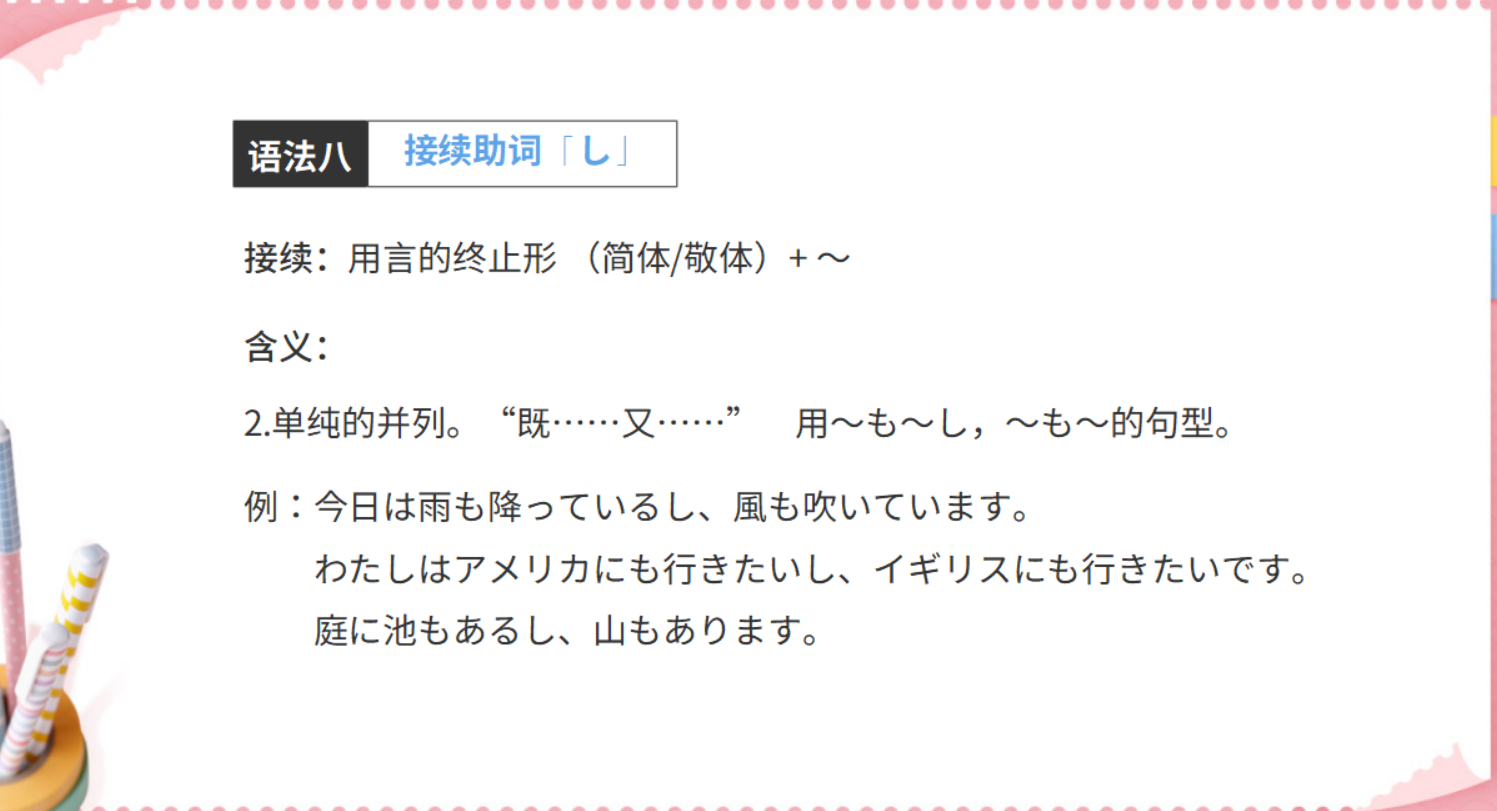 语法八 接续助词「し」
接续：用言的终止形 （简体/敬体）+ ～
含义：
2.单纯的并列。“既……又……” 用～も～し，～も～的句型。
例：今日は雨も降っているし、風も吹いています。
わたしはアメリカにも行きたいし、イギリスにも行きたいです。
庭に池もあるし、山もあります。